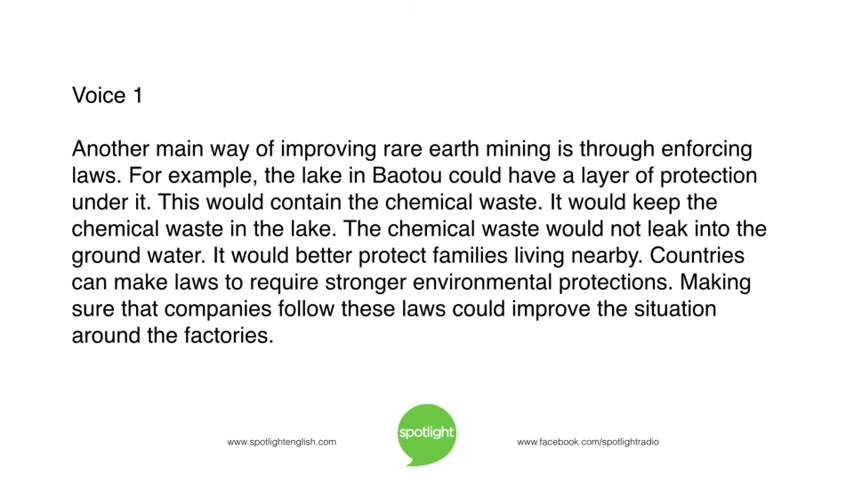 Voice 1
Another main way of improving rare earth mining is through enforcing
laws. For example, the lake in Baotou could have a layer of protection
under it. This would contain the chemical waste. It would keep the
chemical waste in the lake. The chemical waste would not leak into the
ground water. It would better protect families living nearby. Countries
can make laws to require stronger environmental protections. Making
sure that companies follow these laws could improve the situation
around the factories.
www.spotlightenglish.com
spotlight
www.facebook.com/spotlightradio